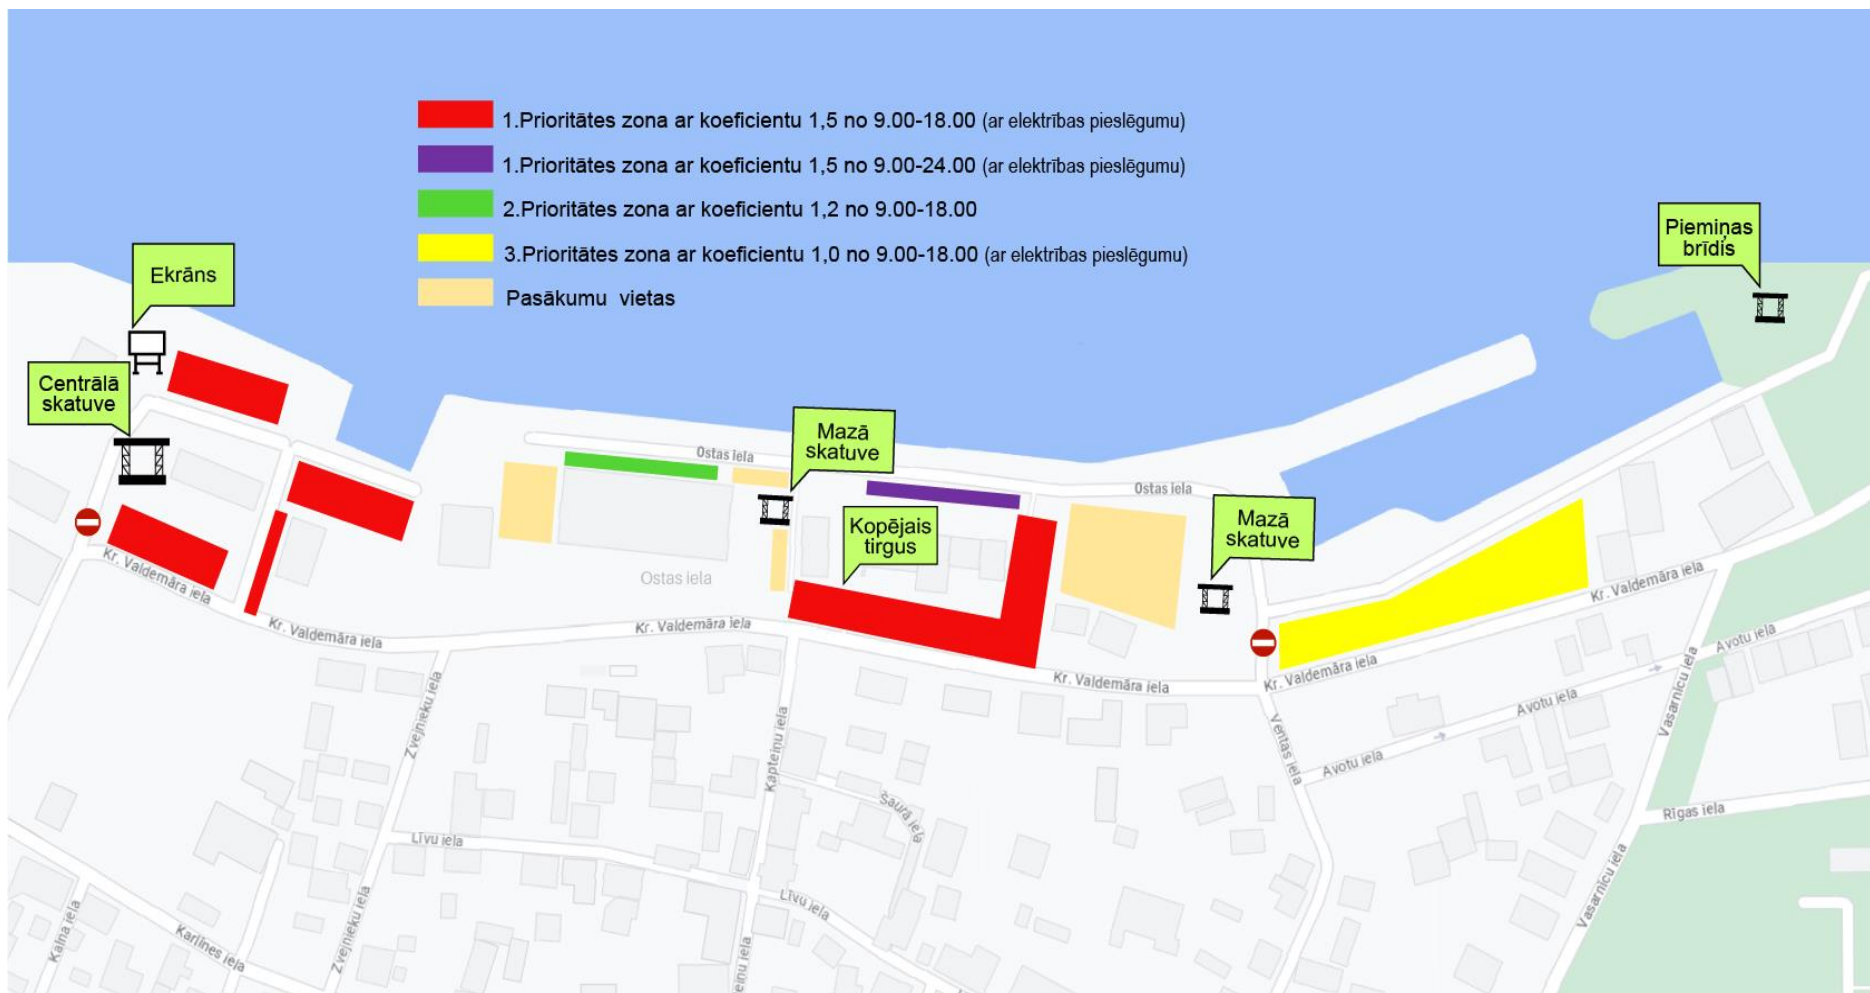 1.Prioritātes zona ar koeficientu 1,5 no 9.00-18.00 (ar elektrības pieslēgumu)
1.Prioritātes zona ar koeficientu 1,5 no 9.00-24.00 (ar elektrības pieslēgumu)
2.Prioritātes zona ar koeficientu 1,2 no 9.00-18.00
3.Prioritātes zona ar koeficientu 1,0 no 9.00-18.00 (ar elektrības pieslēgumu)
Pasākumu vietas
Piemiņas
brīdis
Ekrāns
Centrālā
skatuve
Mazā
skatuve
Ostas iela
Ostas iela
Mazā
skatuve
Kopējais
tirgus
Ostas iela
Kr. Valdemāra iela
Kr. Valdemāra iela
Kr. Valdemāra iela
Kr. Valdemāra iela
Kr. Valdemāra iela
Kr. Valdemāra iela
Avotu iela
Avotu iela
Avotu iela
Zvejnieku iela
Kapteiņu iela
Ventas iela
Vasarnīcu iela
Šaurā iela
Rīgas iela
Līvu iela
Līvu iela
Vasarnīcu iela
Kalna iela
Karlīnes iela
Zvejnieku iela
eiņu iela